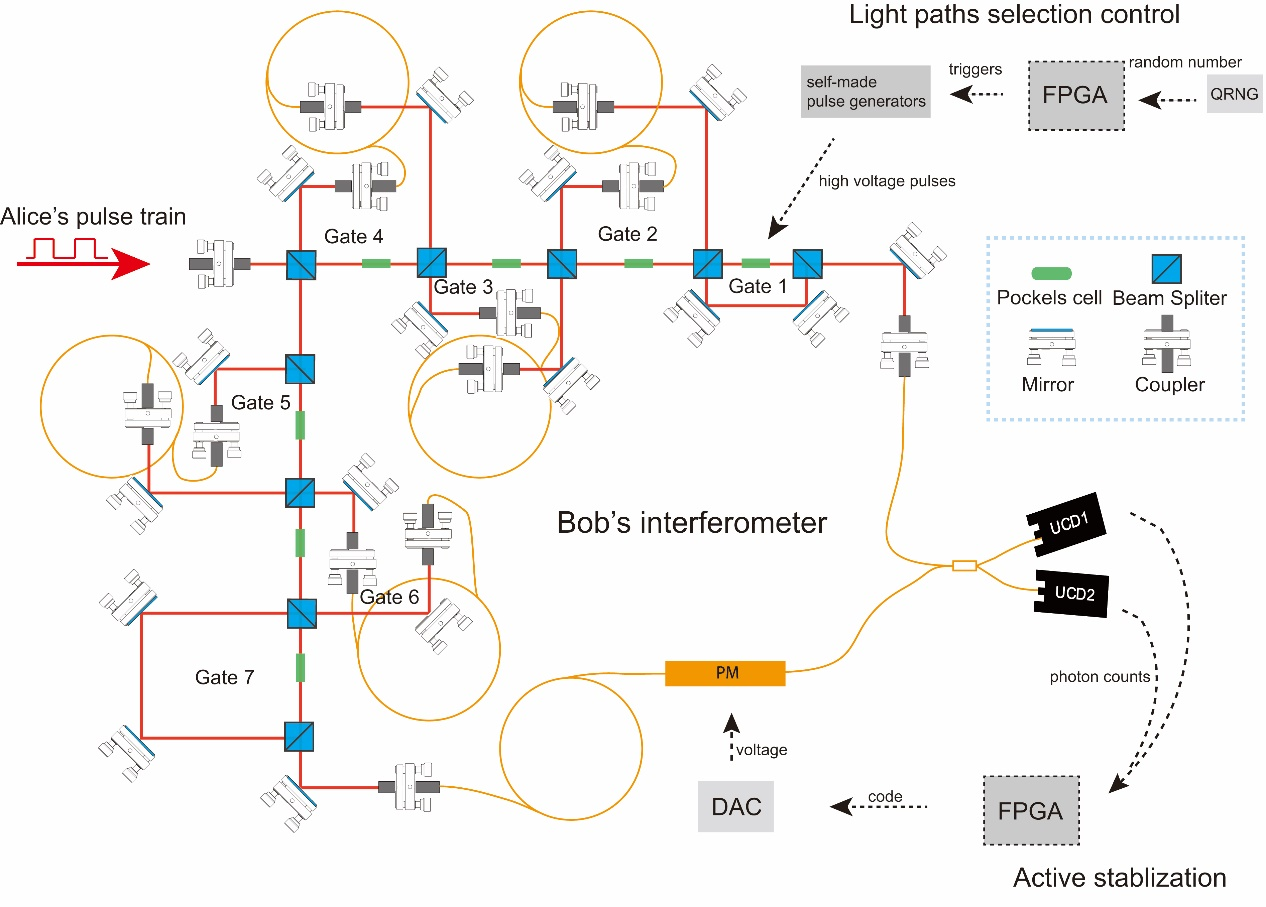 Light paths selection control
self-made
pulse generators
triggers
FPGA
random number
QRNG
high voltage pulses
Alice's pulse train
Gate 4
Gate 2
Gate 3
Gate 1
Pockels cell
Beam Spliter
Mirror
Coupler
Gate 5
Bob's interferometer
UCD1
UCD2
Gate 6
Gate 7
PM
photon counts
voltage
DAC
code
FPGA
Active stablization